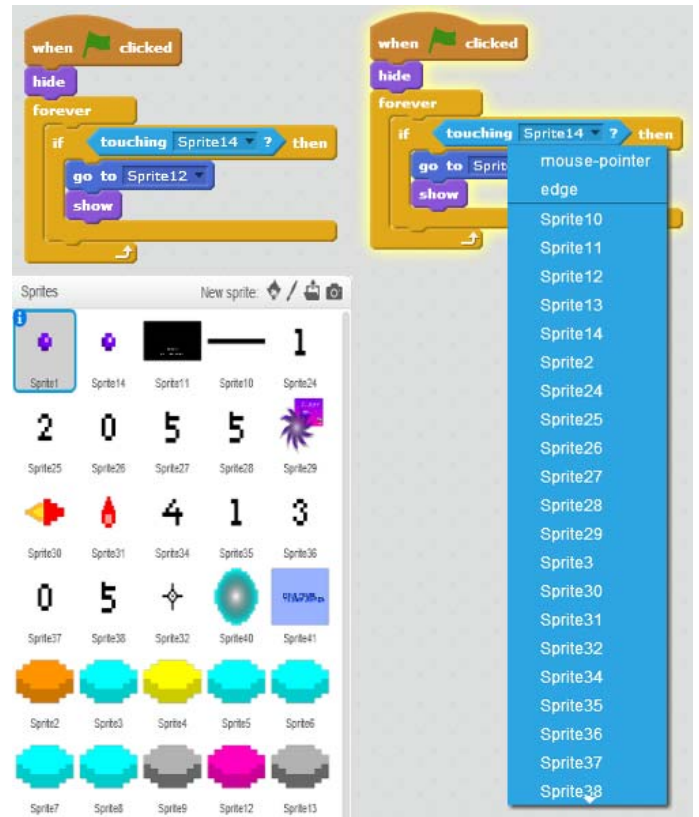 when clicked
hide
forever
if touching Sprite14 ? then
go to Sprite12
show
when clicked
hide
forever
if touching Sprite14 ? then
go to Sprit
show
mouse-pointer
edge
Sprite10
Sprite11
Sprite12
Sprite13
Sprite14
Sprite2
Sprite24
Sprite25
Sprite26
Sprite27
Sprite28
Sprite29
Sprite3
Sprite30
Sprite31
Sprite32
Sprite34
Sprite35
Sprite36
Sprite37
Sprite38
Sprites New sprite:
1
Sprite1 Sprite14 Sprite11 Sprite10 Sprite24
2 0 5 5
Sprite25 Sprite26 Sprite27 Sprite28 Sprite29
4 1 3
Sprite30 Sprite31 Sprite34 Sprite35 Sprite36
0 5
Sprite37 Sprite38 Sprite32 Sprite40 Sprite41
Sprite2 Sprite3 Sprite4 Sprite5 Sprite6
Sprite7 Sprite8 Sprite9 Sprite12 Sprite13